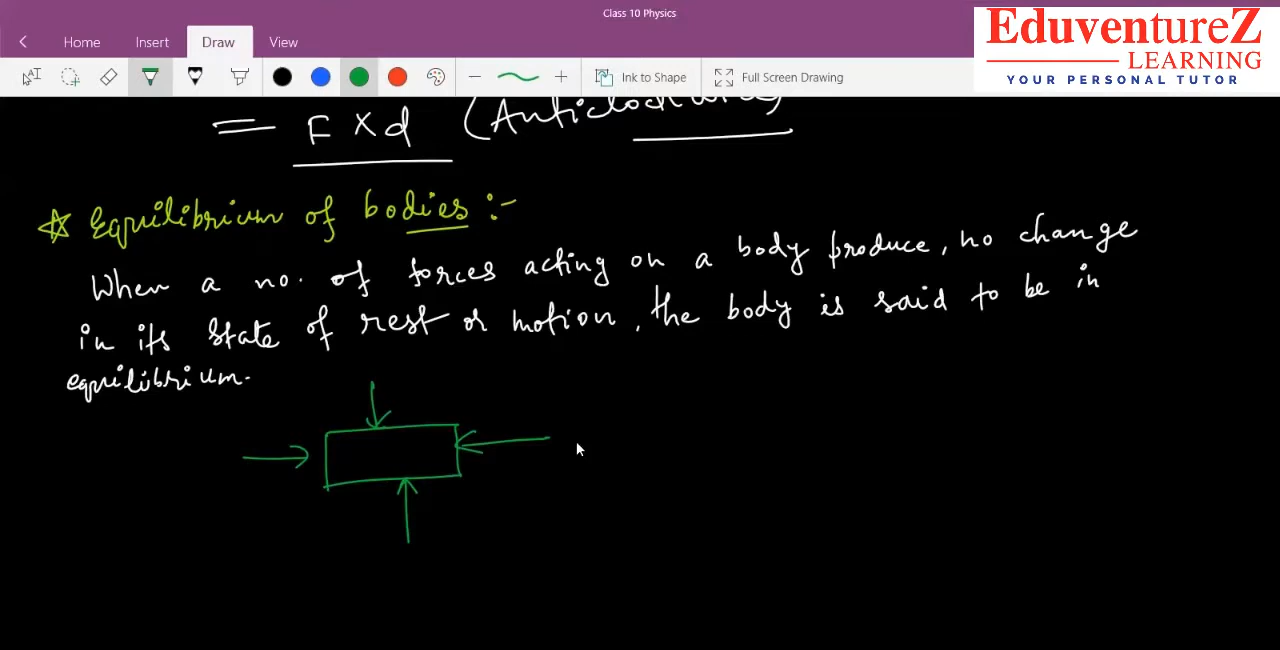 Class 10 Physics
EduventureZ
LEARNING
YOUR PERSONAL TUTOR
Home Insert Draw View
Ink to Shape Full Screen Drawing
= F × d (Anticlockwise)
☆ Equilibrium of bodies :-
When a no. of forces acting on a body produce, no change
in its state of rest or motion, the body is said to be in
equilibrium.